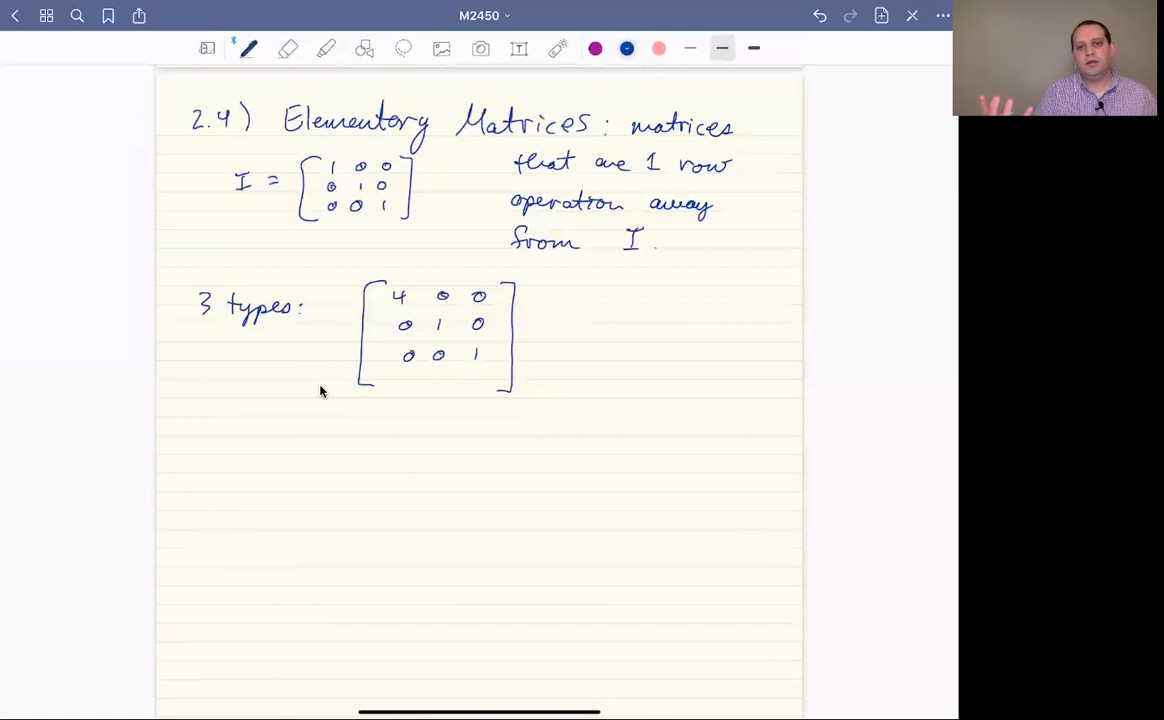 M2450
2.4) Elementary Matrices: matrices
that are 1 row
operation away
from I.
I = [1 0 0
0 1 0
0 0 1]
3 types:
[4 0 0
0 1 0
0 0 1]